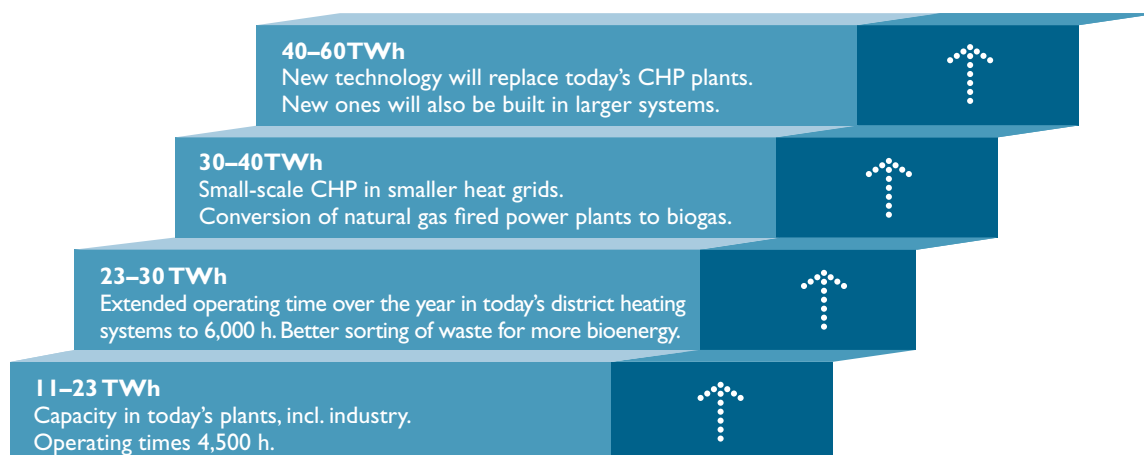 40–60 TWh
New technology will replace today's CHP plants.
New ones will also be built in larger systems.
30–40 TWh
Small-scale CHP in smaller heat grids.
Conversion of natural gas fired power plants to biogas.
23–30 TWh
Extended operating time over the year in today's district heating
systems to 6,000 h. Better sorting of waste for more bioenergy.
11–23 TWh
Capacity in today's plants, incl. industry.
Operating times 4,500 h.